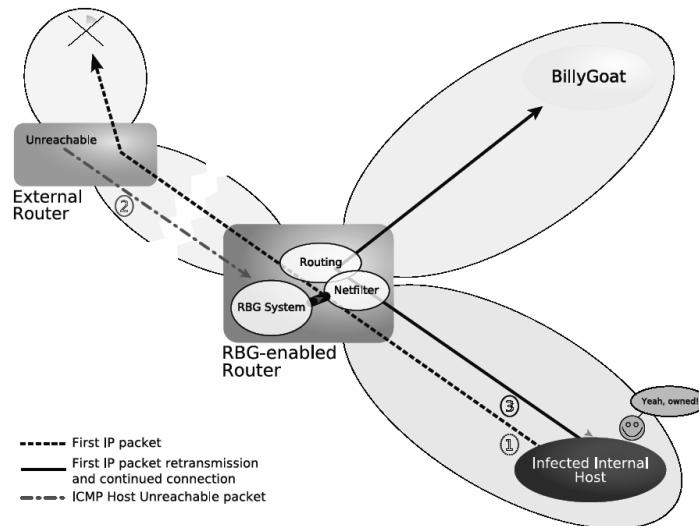 BillyGoat
Unreachable
External
Router
②
Routing
Netfilter
RBG System
RBG-enabled
Router
③
①
Yeah, owned!
Infected Internal
Host
First IP packet
First IP packet retransmission
and continued connection
ICMP Host Unreachable packet